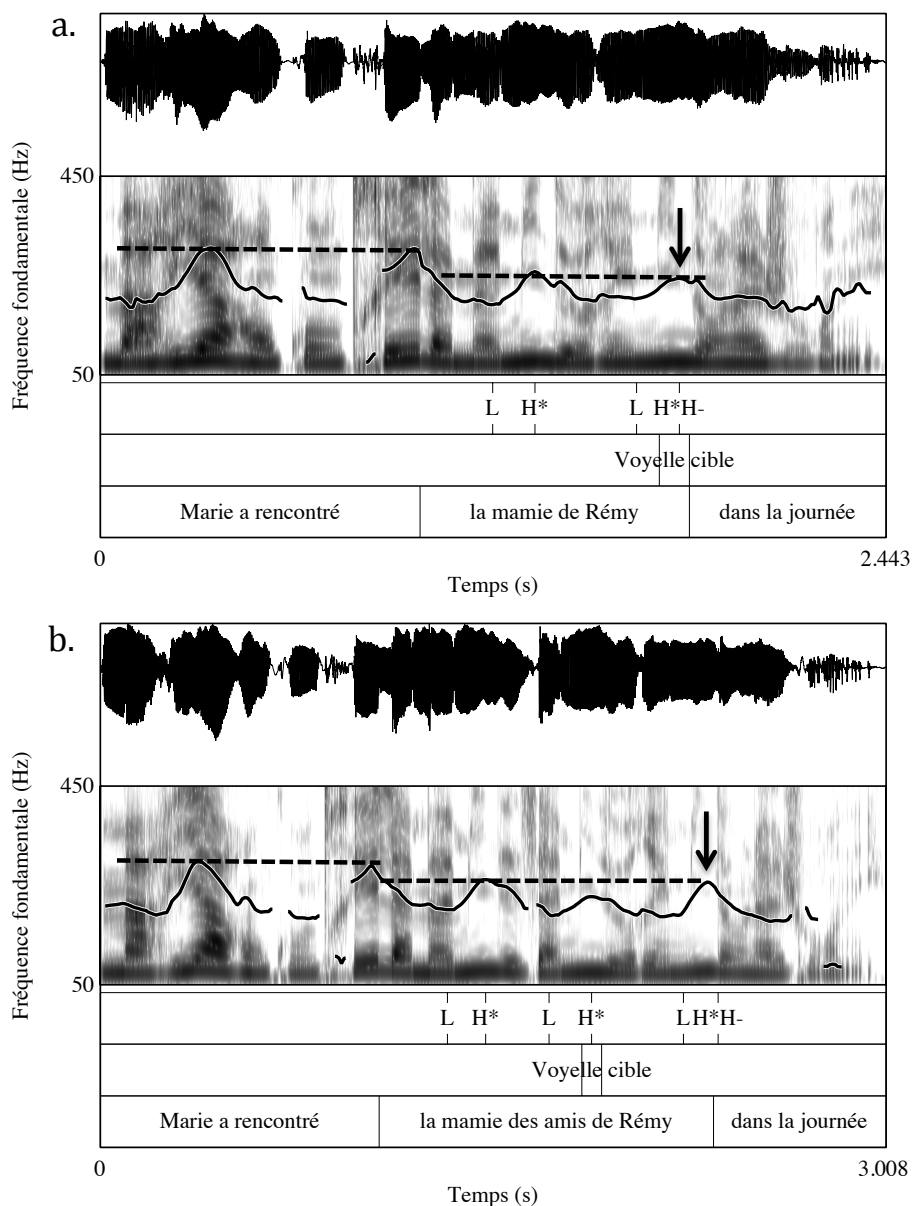 a.
450
Fréquence fondamentale (Hz)
50
L H* L H*H-
Voyelle cible
Marie a rencontré la mamie de Rémy dans la journée
0 2.443
Temps (s)
b.
450
Fréquence fondamentale (Hz)
50
L H* L H* L H*H-
Voyelle cible
Marie a rencontré la mamie des amis de Rémy dans la journée
0 3.008
Temps (s)